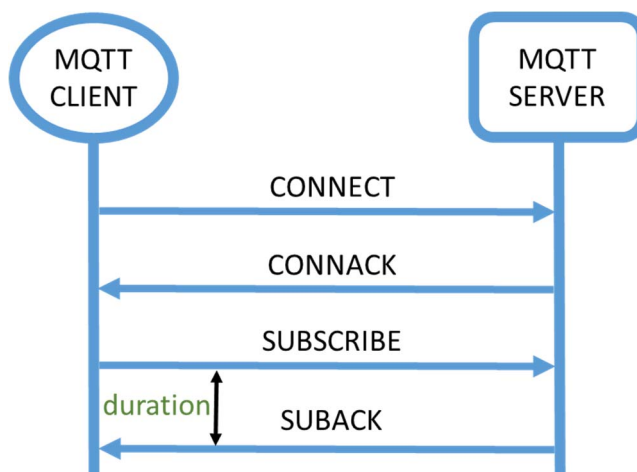 MQTT
CLIENT
MQTT
SERVER
CONNECT
CONNACK
SUBSCRIBE
duration
SUBACK